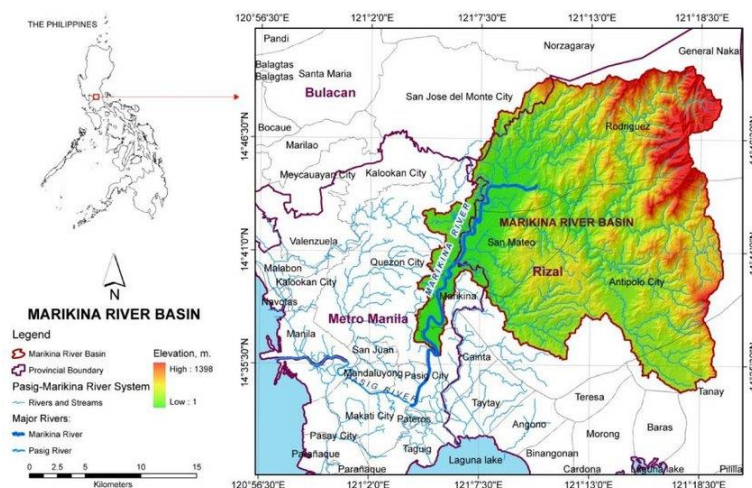 THE PHILIPPINES
N
MARIKINA RIVER BASIN
Legend
Marikina River Basin
Provincial Boundary
Pasig-Marikina River System
Rivers and Streams
Major Rivers:
Marikina River
Pasig River
Elevation, m.
High : 1398
Low : 1
0 2.5 5 10 15
Kilometers
120°56'30"E 121°2'0"E 121°7'30"E 121°13'0"E 121°18'30"E
Pandi
Norzagaray
General Nakar
Balagtas
Balagtas
Santa Maria
Bulacan
San Jose del Monte City
Rodriguez
14°46'30"N
Bocaue
Marilao
Meycauayan City
Kalookan City
MARIKINA RIVER
MARIKINA RIVER BASIN
San Mateo
14°41'0"N
Valenzuela
Quezon City
Malabon
Kalookan City
Rizal
Antipolo City
Navotas
Marikina
Metro Manila
Manila
San Juan
14°35'30"N
Mandaluyong
Pasig City
Cainta
PASIG RIVER
Makati City
Pateros
Taytay
Teresa
Tanay
Pasay City
Angono
Morong
Baras
Parañaque
Taguig
Binangonan
Parañaque
Laguna lake
Cardona
Laguna lake
Pililla
120°56'30"E 121°2'0"E 121°7'30"E 121°13'0"E 121°18'30"E